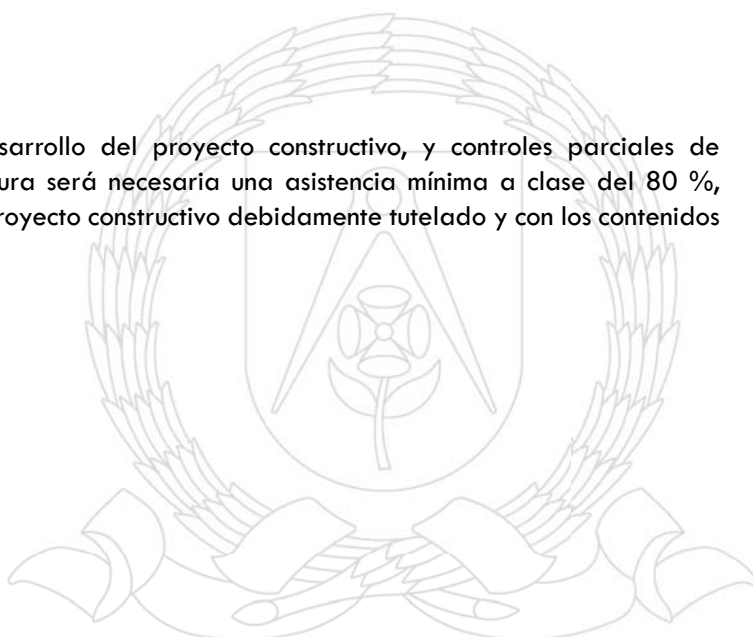 sarrollo del proyecto constructivo, y controles parciales de
ura será necesaria una asistencia mínima a clase del 80 %,
royecto constructivo debidamente tutelado y con los contenidos